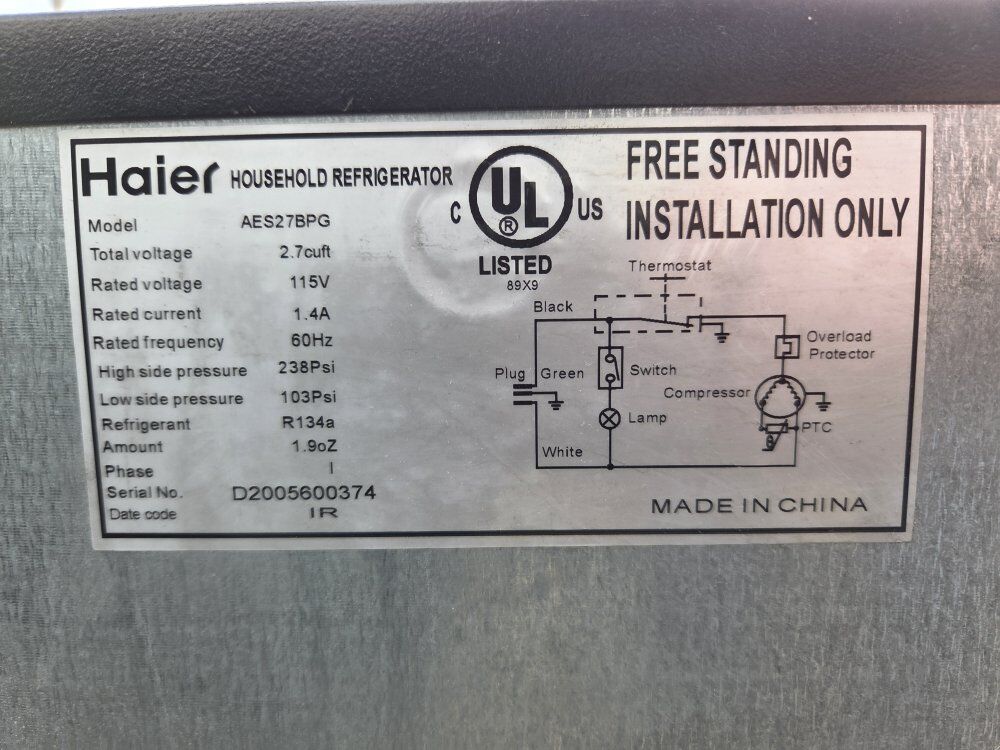 Haier HOUSEHOLD REFRIGERATOR
Model AES27BPG
Total voltage 2.7cuft
Rated voltage 115V
Rated current 1.4A
Rated frequency 60Hz
High side pressure 238Psi
Low side pressure 103Psi
Refrigerant R134a
Amount 1.9oZ
Phase I
Serial No. D2005600374
Date code IR
C UL ® US
LISTED
89X9
FREE STANDING
INSTALLATION ONLY
Thermostat
Black
Overload
Protector
Plug Green Switch
Compressor
Lamp
PTC
White
MADE IN CHINA